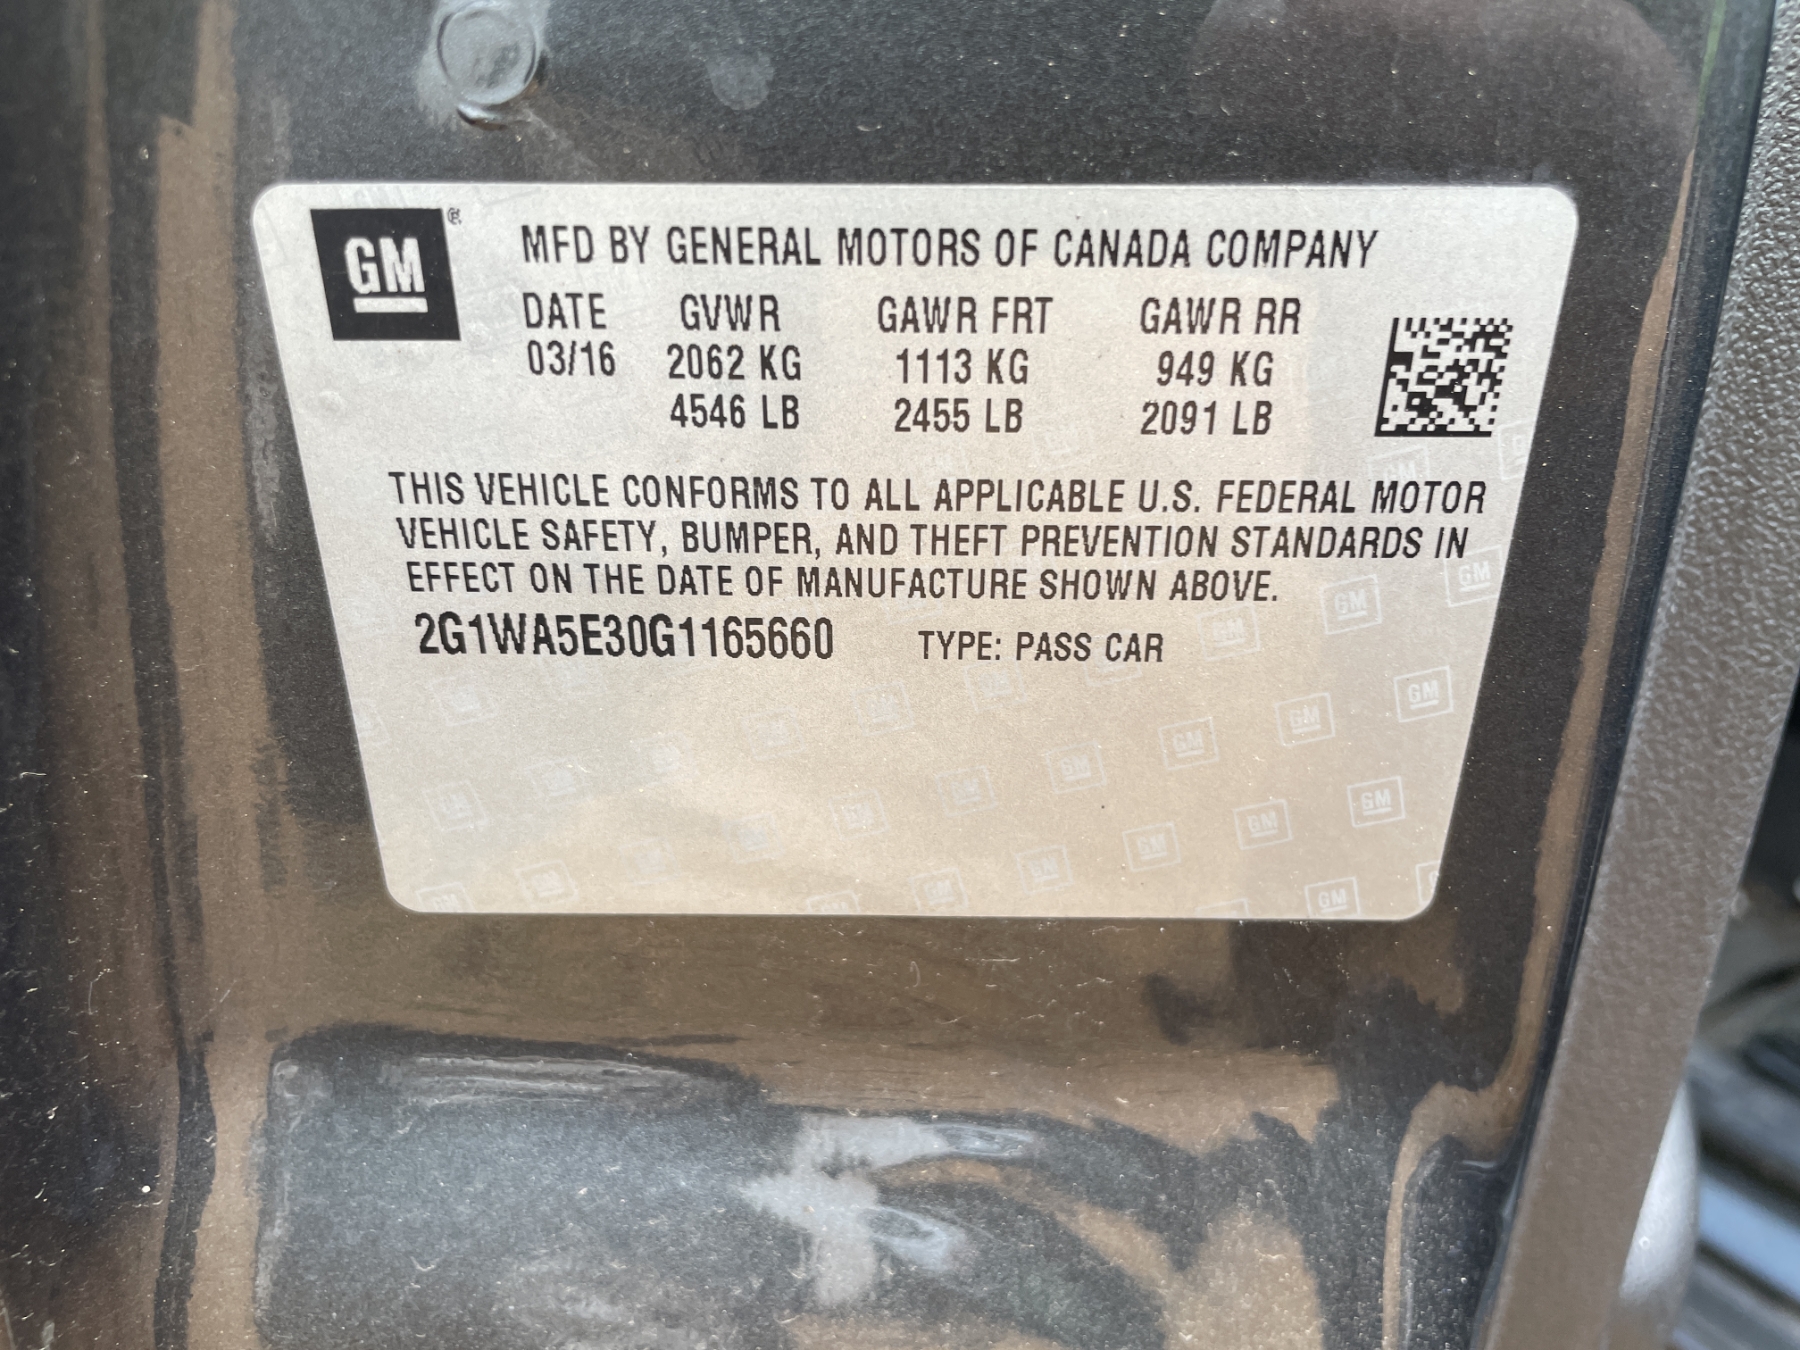 GM ®
MFD BY GENERAL MOTORS OF CANADA COMPANY
DATE GVWR GAWR FRT GAWR RR
03/16 2062 KG 1113 KG 949 KG
4546 LB 2455 LB 2091 LB
THIS VEHICLE CONFORMS TO ALL APPLICABLE U.S. FEDERAL MOTOR
VEHICLE SAFETY, BUMPER, AND THEFT PREVENTION STANDARDS IN
EFFECT ON THE DATE OF MANUFACTURE SHOWN ABOVE.
2G1WA5E30G1165660 TYPE: PASS CAR